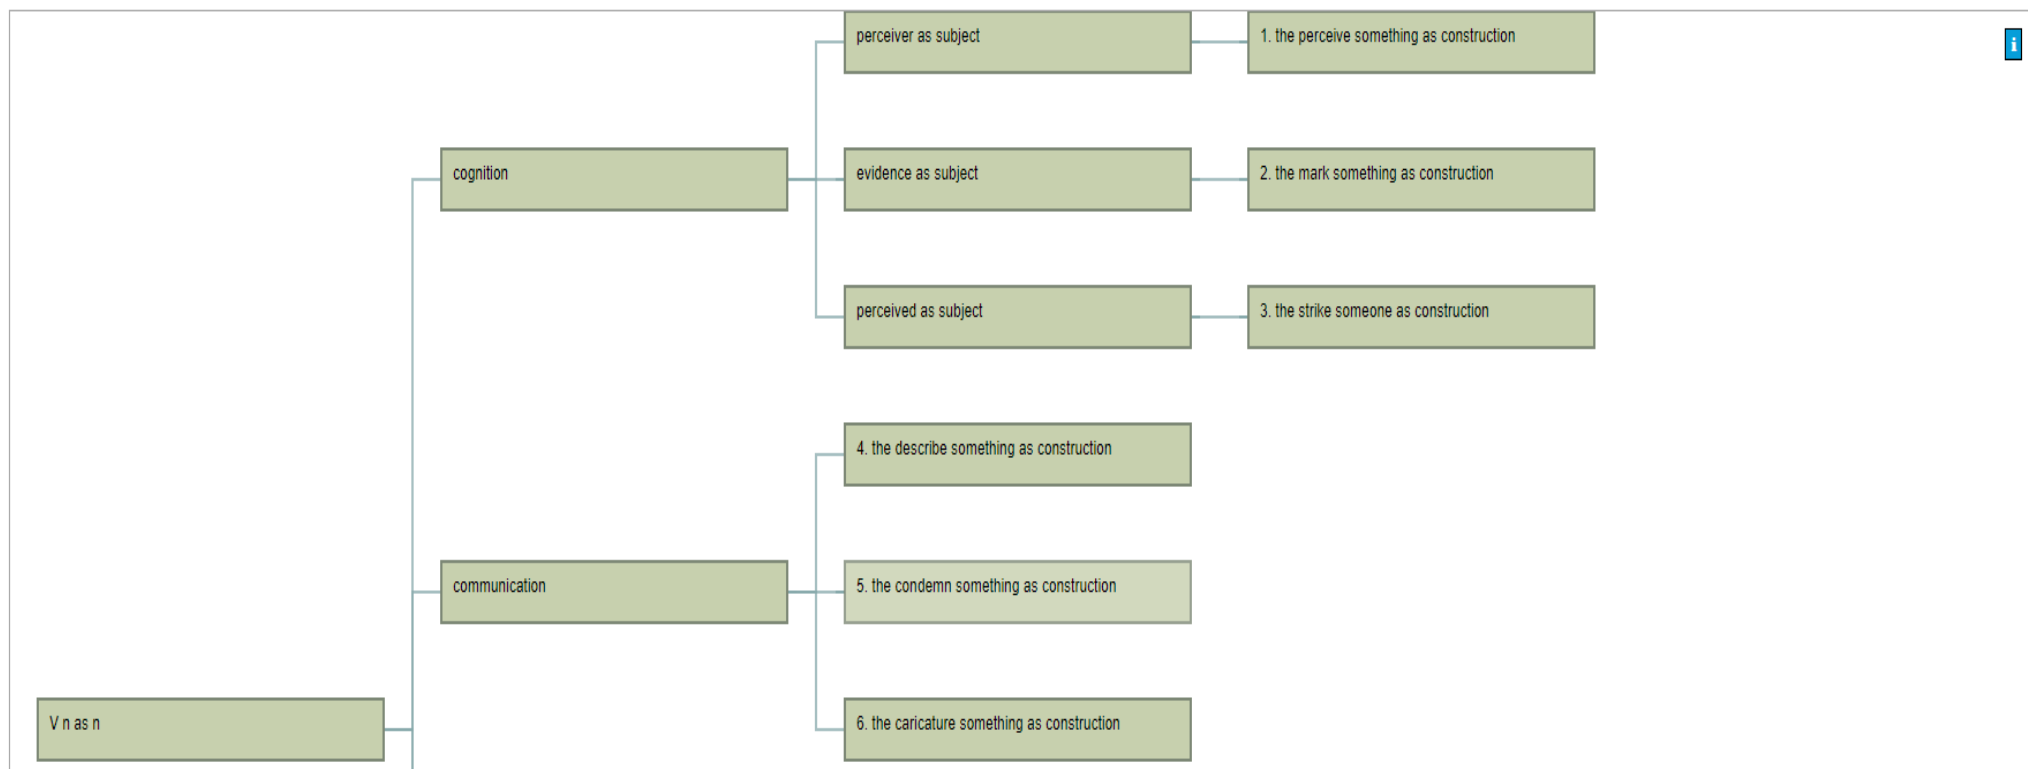 perceiver as subject
1. the perceive something as construction
i
cognition
evidence as subject
2. the mark something as construction
perceived as subject
3. the strike someone as construction
4. the describe something as construction
communication
5. the condemn something as construction
V n as n
6. the caricature something as construction